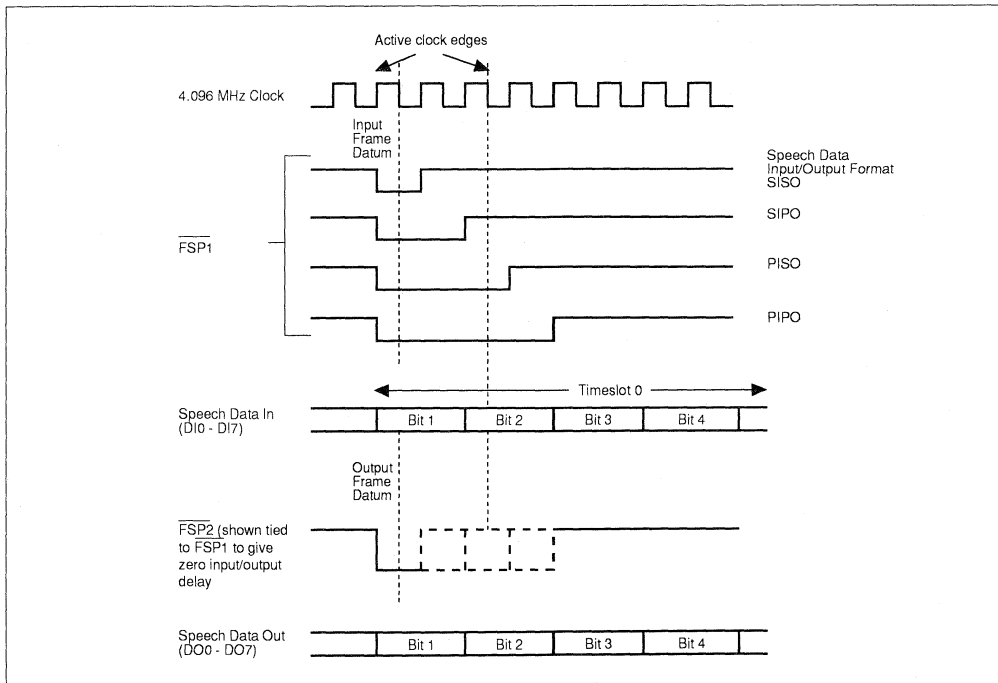 Active clock edges
4.096 MHz Clock
Input
Frame
Datum
Speech Data
Input/Output Format
SISO
SIPO
FSP1
PISO
PIPO
Timeslot 0
Speech Data In
(DI0 - DI7)
Bit 1
Bit 2
Bit 3
Bit 4
Output
Frame
Datum
FSP2 (shown tied
to FSP1 to give
zero input/output
delay
Speech Data Out
(DO0 - DO7)
Bit 1
Bit 2
Bit 3
Bit 4